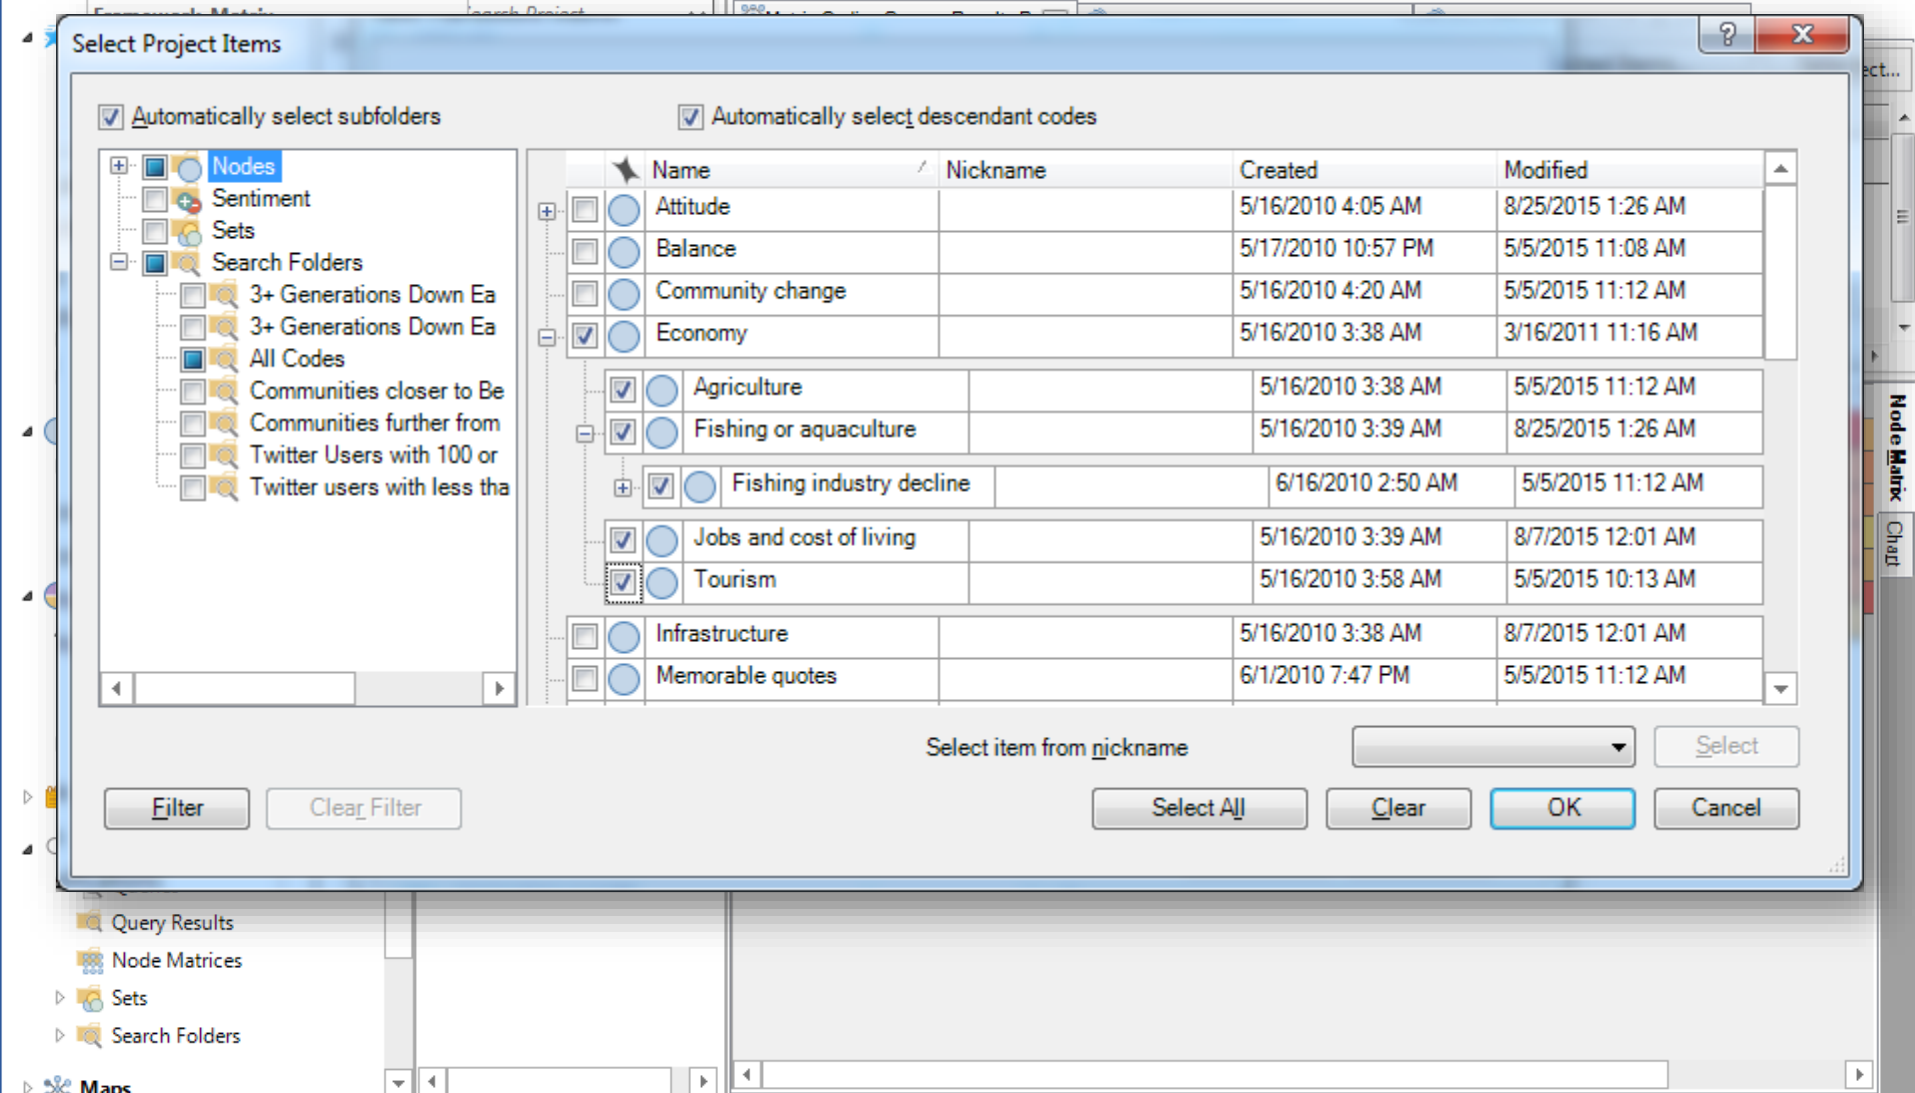 Select Project Items
?
ect...
Automatically select subfolders
Automatically select descendant codes
Nodes
Sentiment
Sets
Search Folders
3+ Generations Down Ea
3+ Generations Down Ea
All Codes
Communities closer to Be
Communities further from
Twitter Users with 100 or
Twitter users with less tha
Name Nickname Created Modified
Attitude 5/16/2010 4:05 AM 8/25/2015 1:26 AM
Balance 5/17/2010 10:57 PM 5/5/2015 11:08 AM
Community change 5/16/2010 4:20 AM 5/5/2015 11:12 AM
Economy 5/16/2010 3:38 AM 3/16/2011 11:16 AM
Agriculture 5/16/2010 3:38 AM 5/5/2015 11:12 AM
Fishing or aquaculture 5/16/2010 3:39 AM 8/25/2015 1:26 AM
Fishing industry decline 6/16/2010 2:50 AM 5/5/2015 11:12 AM
Jobs and cost of living 5/16/2010 3:39 AM 8/7/2015 12:01 AM
Tourism 5/16/2010 3:58 AM 5/5/2015 10:13 AM
Infrastructure 5/16/2010 3:38 AM 8/7/2015 12:01 AM
Memorable quotes 6/1/2010 7:47 PM 5/5/2015 11:12 AM
Node Matrix
Chart
Select item from nickname
Select
Filter
Clear Filter
Select All
Clear
OK
Cancel
Query Results
Node Matrices
Sets
Search Folders
Maps